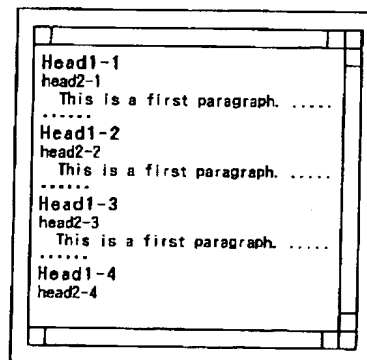 Head1-1
head2-1
This is a first paragraph. .....
......
Head1-2
head2-2
This is a first paragraph. .....
......
Head1-3
head2-3
This is a first paragraph. .....
......
Head1-4
head2-4